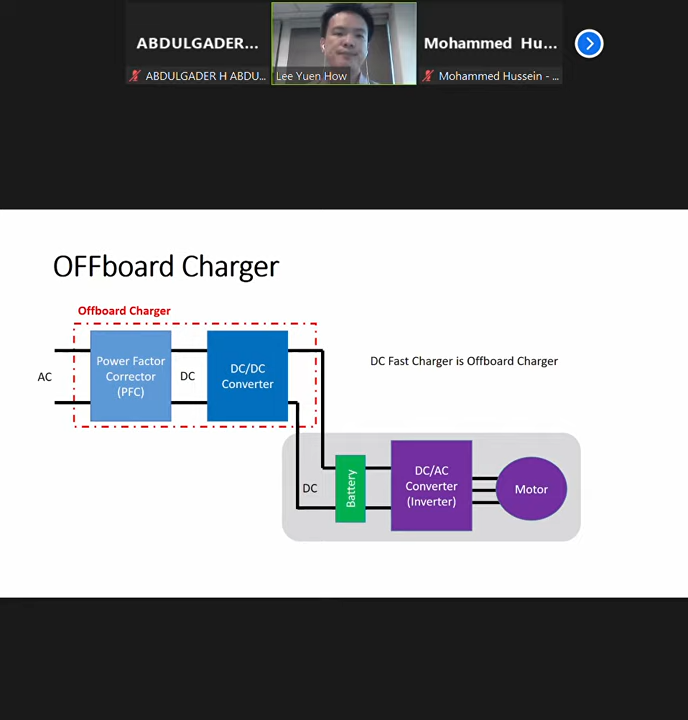 ABDULGADER...
Mohammed Hu...
ABDULGADER H ABDU...
Lee Yuen How
Mohammed Hussein - ...
OFFboard Charger
Offboard Charger
AC
Power Factor
Corrector
(PFC)
DC
DC/DC
Converter
DC Fast Charger is Offboard Charger
DC
Battery
DC/AC
Converter
(Inverter)
Motor